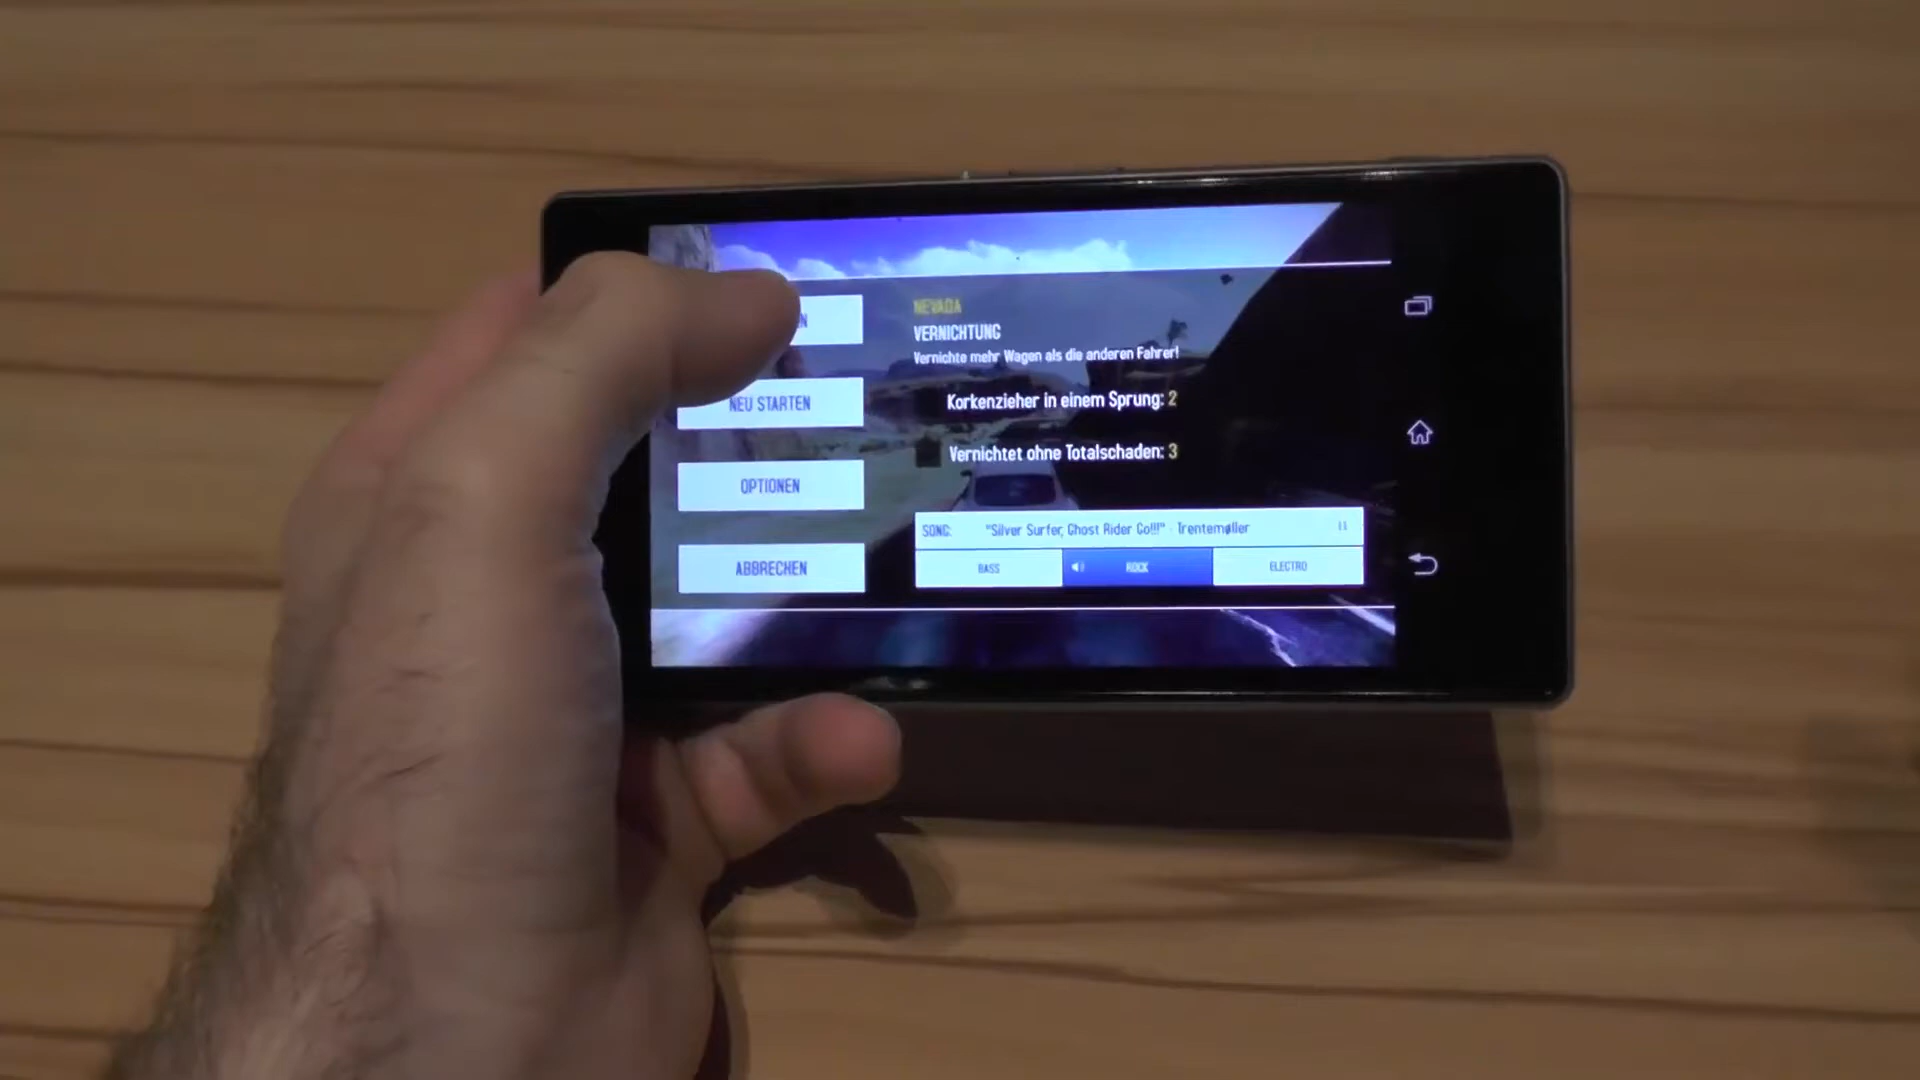 NEVADA
VERNICHTUNG
Vernichte mehr Wagen als die anderen Fahrer!
NEU STARTEN
Korkenzieher in einem Sprung: 2
Vernichtet ohne Totalschaden: 3
OPTIONEN
SONG: "Silver Surfer, Ghost Rider Go!!!" - Trentemøller
ABBRECHEN
BASS
ROCK
ELECTRO